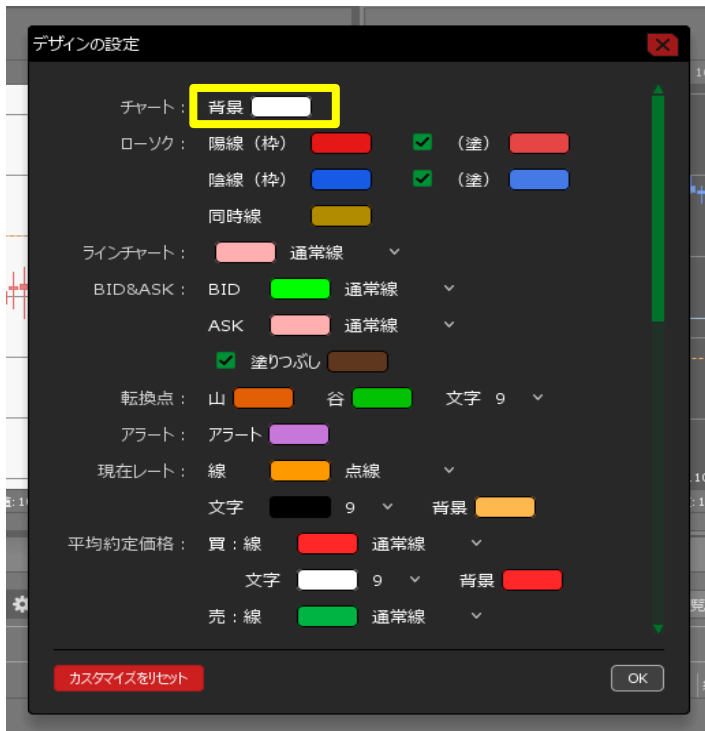 デザインの設定
チャート： 背景
ローソク： 陽線（枠） （塗）
陰線（枠） （塗）
同時線
ラインチャート： 通常線
BID&ASK： BID 通常線
ASK 通常線
塗りつぶし
転換点： 山 谷 文字 9
アラート： アラート
現在レート： 線 点線
文字 9 背景
平均約定価格： 買：線 通常線
文字 9 背景
売：線 通常線
カスタマイズをリセット OK